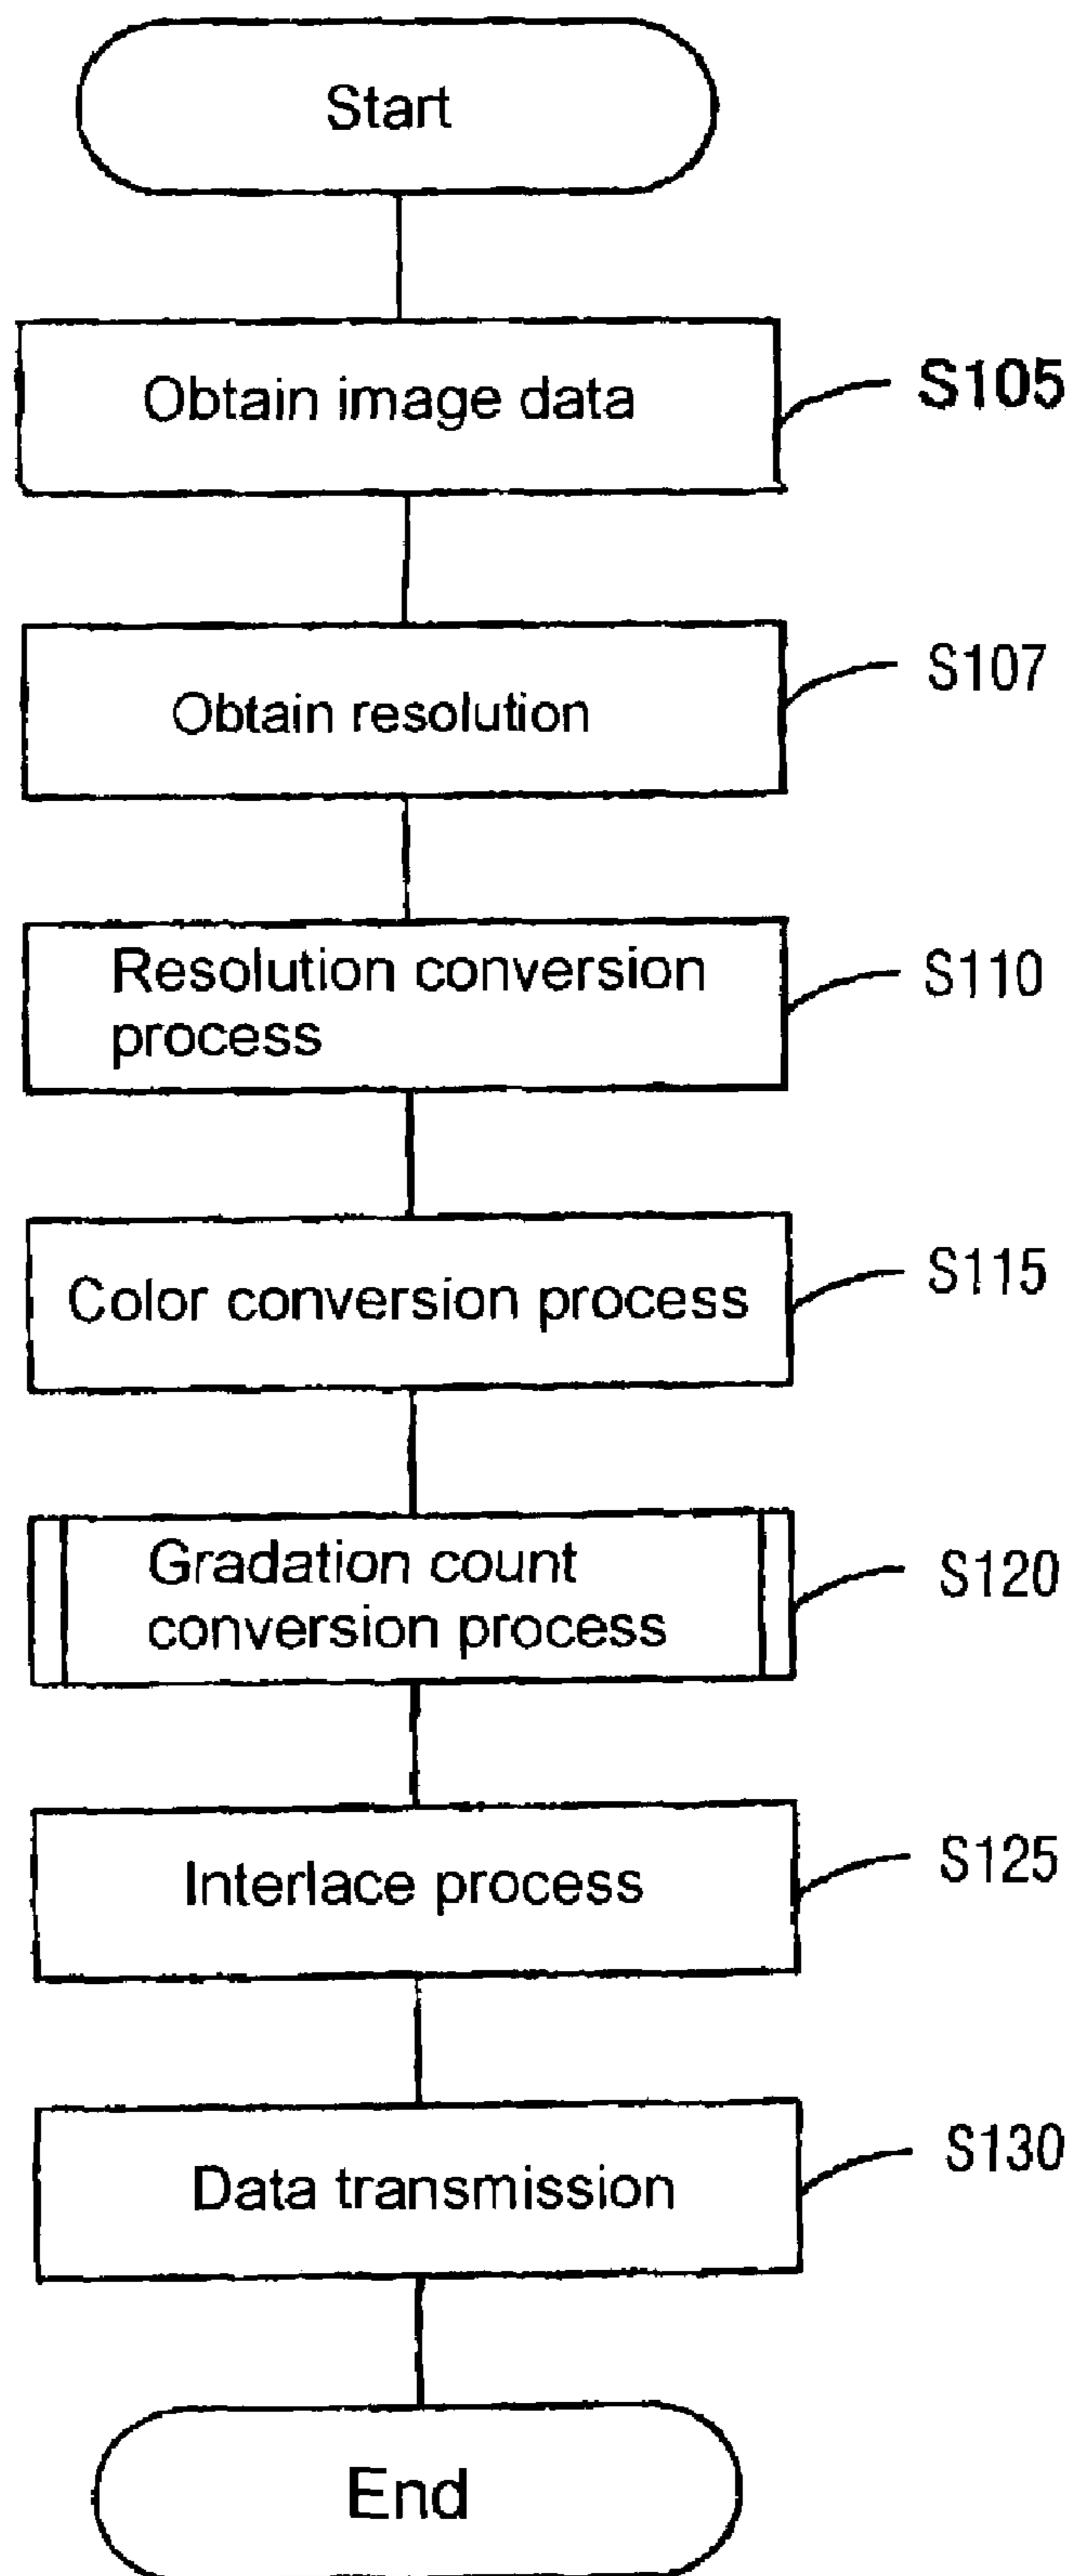 Start
Obtain image data
S105
Obtain resolution
S107
Resolution conversion
process
S110
Color conversion process
S115
Gradation count
conversion process
S120
Interlace process
S125
Data transmission
S130
End